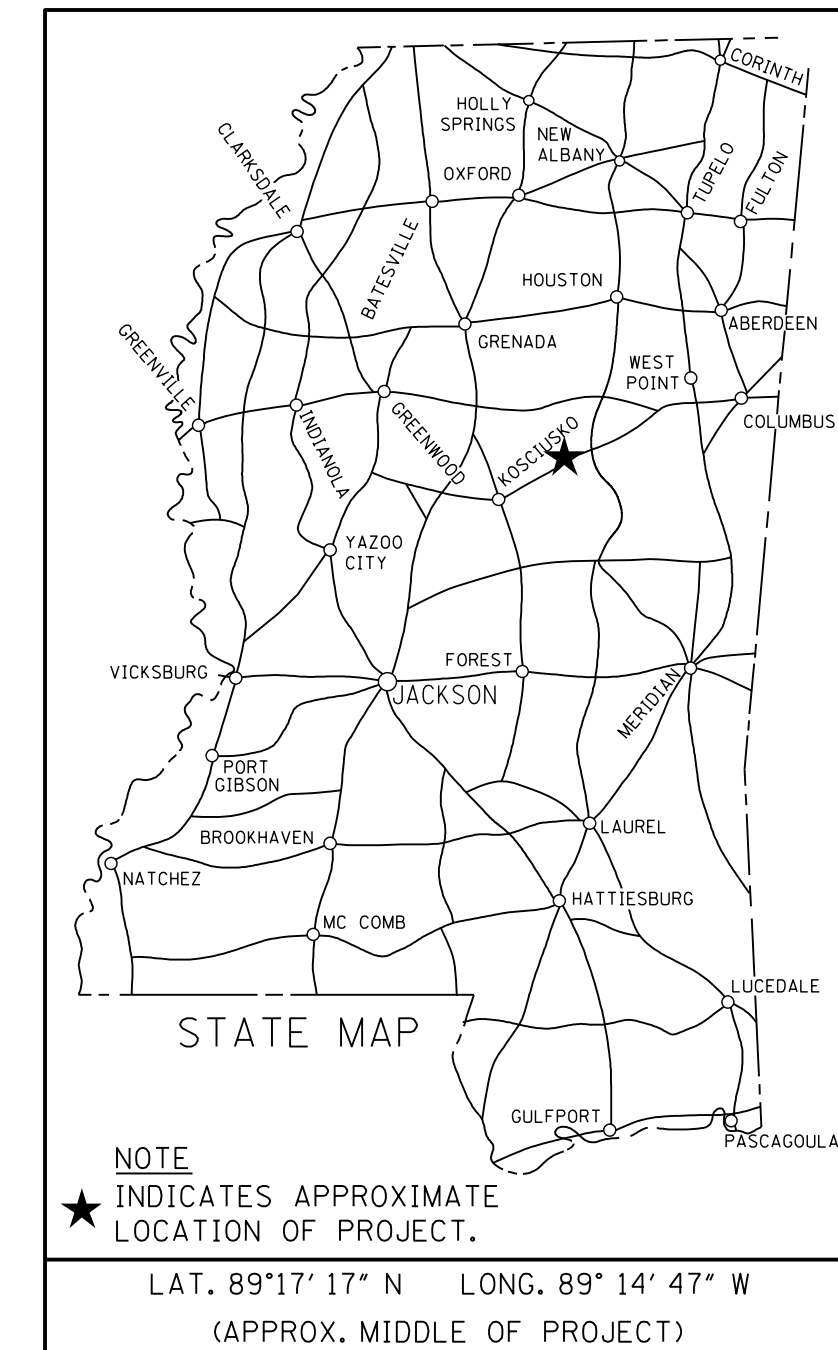 CORINTH
HOLLY
SPRINGS
NEW
ALBANY
CLARKSDALE
OXFORD
TUPELO
FULTON
BATESVILLE
HOUSTON
ABERDEEN
GREENVILLE
GRENADA
WEST
POINT
COLUMBUS
INDIANOLA
GREENWOOD
KOSCIUSKO
YAZOO
CITY
VICKSBURG
FOREST
JACKSON
MERIDIAN
PORT
GIBSON
BROOKHAVEN
LAUREL
NATCHEZ
HATTIESBURG
MC COMB
LUCEDALE
STATE MAP
GULFPORT
PASCAGOULA
NOTE
INDICATES APPROXIMATE
LOCATION OF PROJECT.
LAT. 89°17' 17" N LONG. 89° 14' 47" W
(APPROX. MIDDLE OF PROJECT)